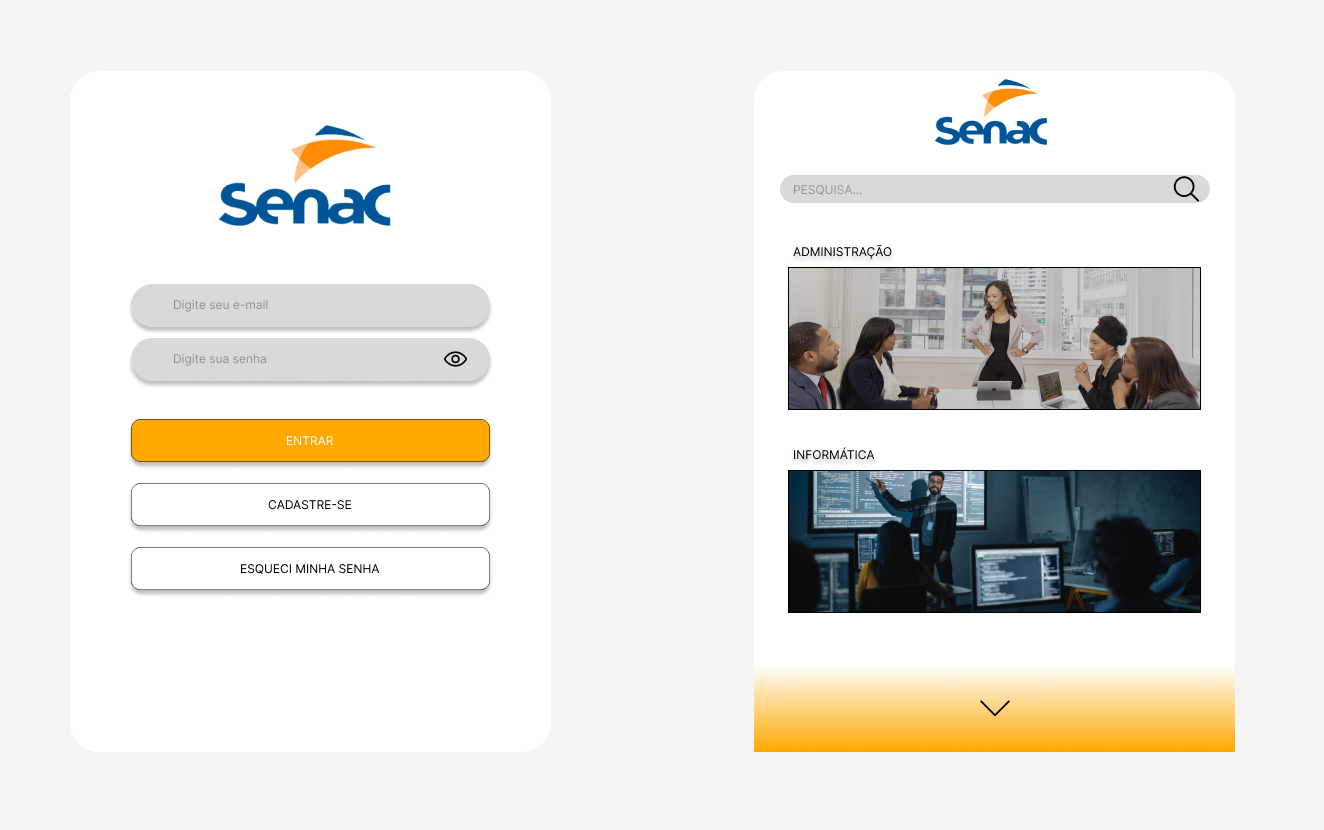 Senac
Digite seu e-mail
Digite sua senha
ENTRAR
CADASTRE-SE
ESQUECI MINHA SENHA
Senac
PESQUISA...
ADMINISTRAÇÃO
INFORMÁTICA